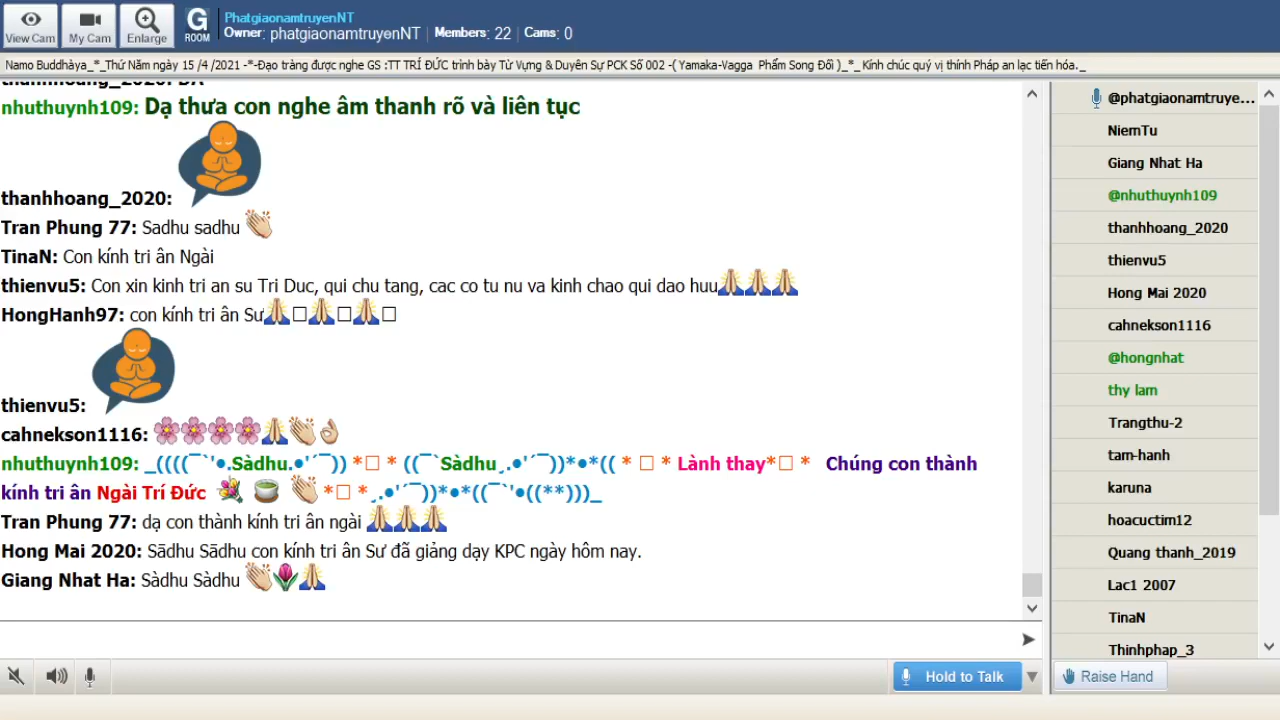 View Cam
My Cam
Enlarge
G
ROOM
PhatgiaonamtruyenNT
Owner: phatgiaonamtruyenNT | Members: 22 | Cams: 0
Namo Buddhàya_*_Thứ Năm ngày 15 /4 /2021 -*-Đạo tràng được nghe GS :TT TRÍ ĐỨC trình bày Từ Vựng & Duyên Sự PCK Số 002 -( Yamaka-Vagga Phẩm Song Đối )_*_ Kính chúc quý vị thính Pháp an lạc tiến hóa._
thanhhoang_2020:
nhuthuynh109: Dạ thưa con nghe âm thanh rõ và liên tục
thanhhoang_2020:
Tran Phung 77: Sadhu sadhu 👏
TinaN: Con kính tri ân Ngài
thienvu5: Con xin kinh tri an su Tri Duc, qui chu tang, cac co tu nu va kinh chao qui dao huu🙏🙏🙏
HongHanh97: con kính tri ân Sư🙏□🙏□🙏□
thienvu5:
cahnekson1116: 🌸🌸🌸🌸🙏👏👌
nhuthuynh109: _((((¯`'•.Sàdhu.•'´¯)) *□ * ((¯`Sàdhu¸.•'´¯))*•*(( * □ * Lành thay*□ * Chúng con thành
kính tri ân Ngài Trí Đức 💐 🍵 👏 *□ *¸.•'´¯))*•*((¯`'•((**)))_
Tran Phung 77: dạ con thành kính tri ân ngài 🙏🙏🙏
Hong Mai 2020: Sādhu Sādhu con kính tri ân Sư đã giảng dạy KPC ngày hôm nay.
Giang Nhat Ha: Sàdhu Sàdhu 👏🌷🙏
Hold to Talk
@phatgiaonamtruye...
NiemTu
Giang Nhat Ha
@nhuthuynh109
thanhhoang_2020
thienvu5
Hong Mai 2020
cahnekson1116
@hongnhat
thy lam
Trangthu-2
tam-hanh
karuna
hoacuctim12
Quang thanh_2019
Lac1 2007
TinaN
Thinhphap_3
Raise Hand